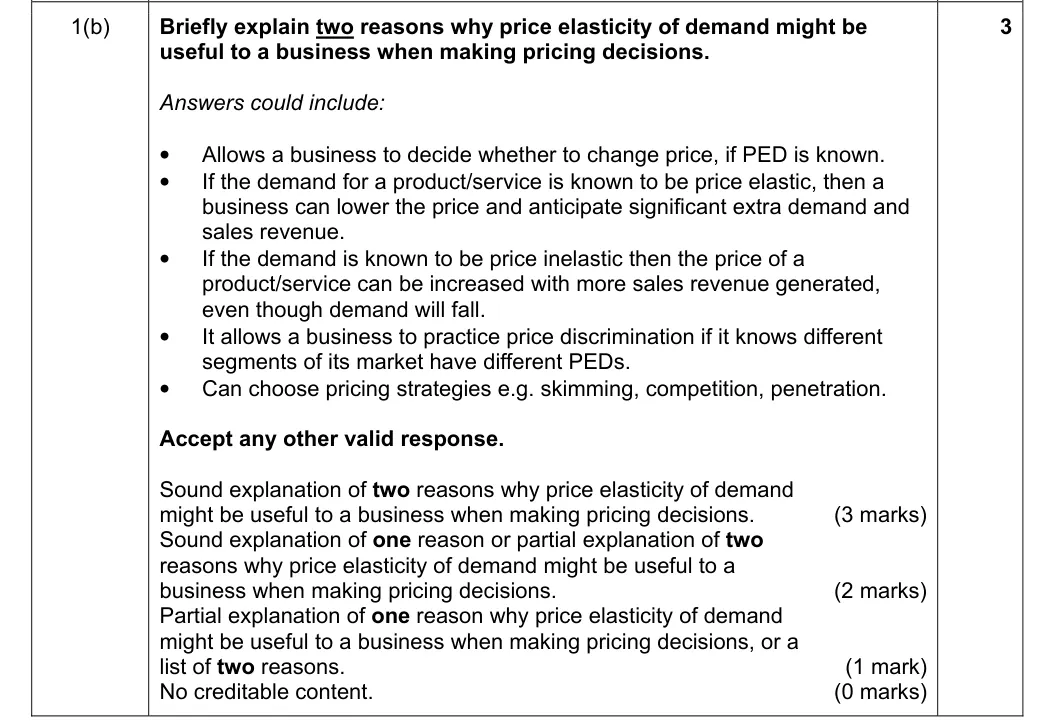 1(b)
Briefly explain two reasons why price elasticity of demand might be
useful to a business when making pricing decisions.
3
Answers could include:
• Allows a business to decide whether to change price, if PED is known.
• If the demand for a product/service is known to be price elastic, then a
business can lower the price and anticipate significant extra demand and
sales revenue.
• If the demand is known to be price inelastic then the price of a
product/service can be increased with more sales revenue generated,
even though demand will fall.
• It allows a business to practice price discrimination if it knows different
segments of its market have different PEDs.
• Can choose pricing strategies e.g. skimming, competition, penetration.
Accept any other valid response.
Sound explanation of two reasons why price elasticity of demand
might be useful to a business when making pricing decisions. (3 marks)
Sound explanation of one reason or partial explanation of two
reasons why price elasticity of demand might be useful to a
business when making pricing decisions. (2 marks)
Partial explanation of one reason why price elasticity of demand
might be useful to a business when making pricing decisions, or a
list of two reasons. (1 mark)
No creditable content. (0 marks)